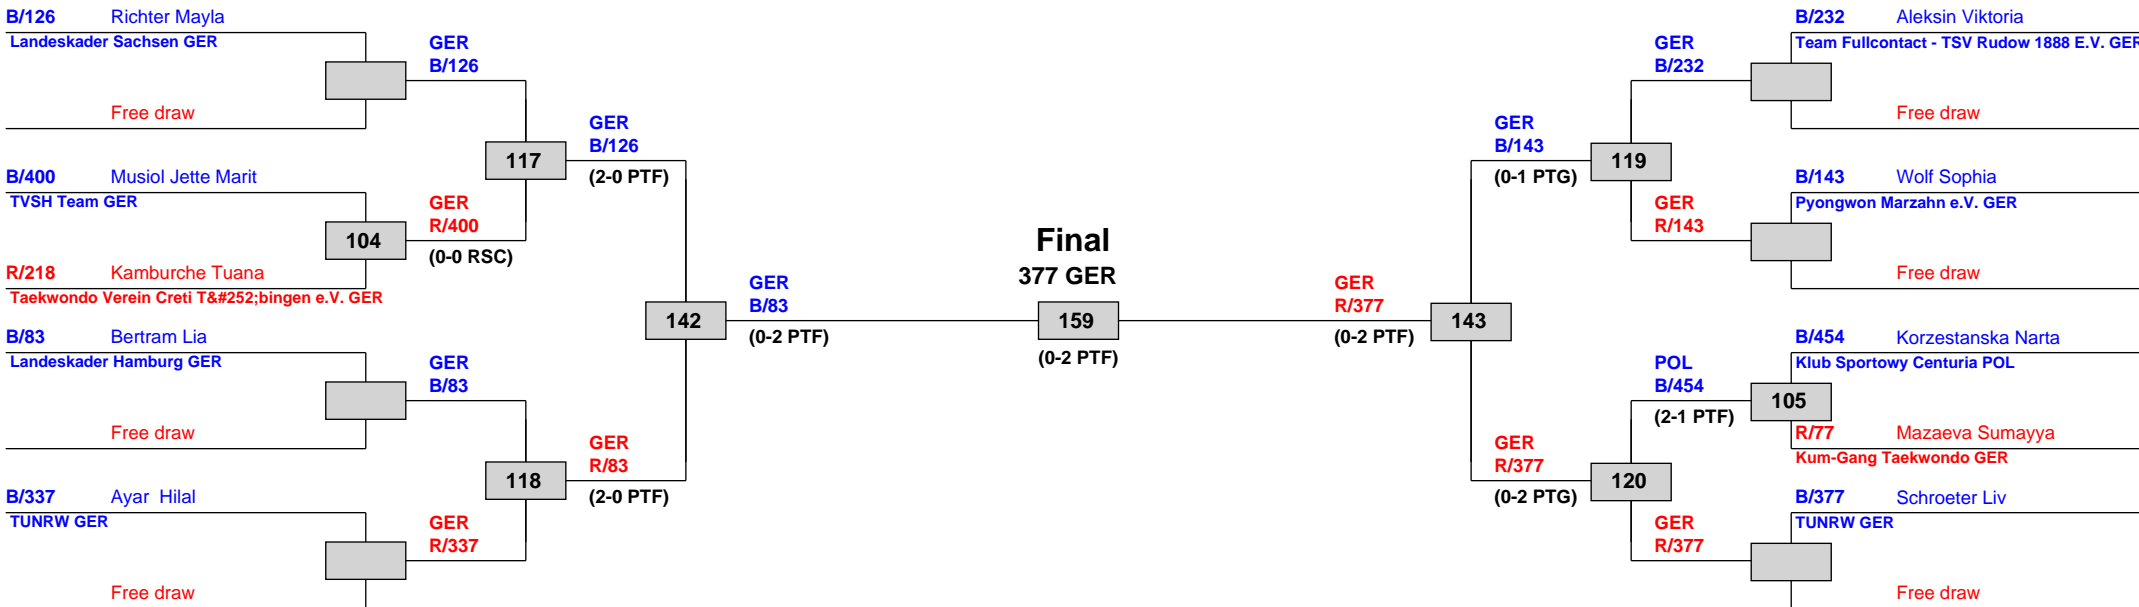 B/126 Richter Mayla
Landeskader Sachsen GER
Free draw
B/400 Musiol Jette Marit
TVSH Team GER
R/218 Kamburche Tuana
Taekwondo Verein Creti T&#252;bingen e.V. GER
B/83 Bertram Lia
Landeskader Hamburg GER
Free draw
B/337 Ayar Hilal
TUNRW GER
Free draw
GER
B/126
104
GER
R/400
(0-0 RSC)
GER
B/83
GER
R/337
117
GER
B/126
(2-0 PTF)
118
GER
R/83
(2-0 PTF)
142
GER
B/83
(0-2 PTF)
Final
377 GER
159
(0-2 PTF)
GER
R/377
(0-2 PTF)
143
GER
B/143
(0-1 PTG)
119
GER
R/377
(0-2 PTG)
120
GER
B/232
GER
R/143
POL
B/454
(2-1 PTF)
105
GER
R/377
B/232 Aleksin Viktoria
Team Fullcontact - TSV Rudow 1888 E.V. GER
Free draw
B/143 Wolf Sophia
Pyongwon Marzahn e.V. GER
Free draw
B/454 Korzestanska Narta
Klub Sportowy Centuria POL
R/77 Mazaeva Sumayya
Kum-Gang Taekwondo GER
B/377 Schroeter Liv
TUNRW GER
Free draw